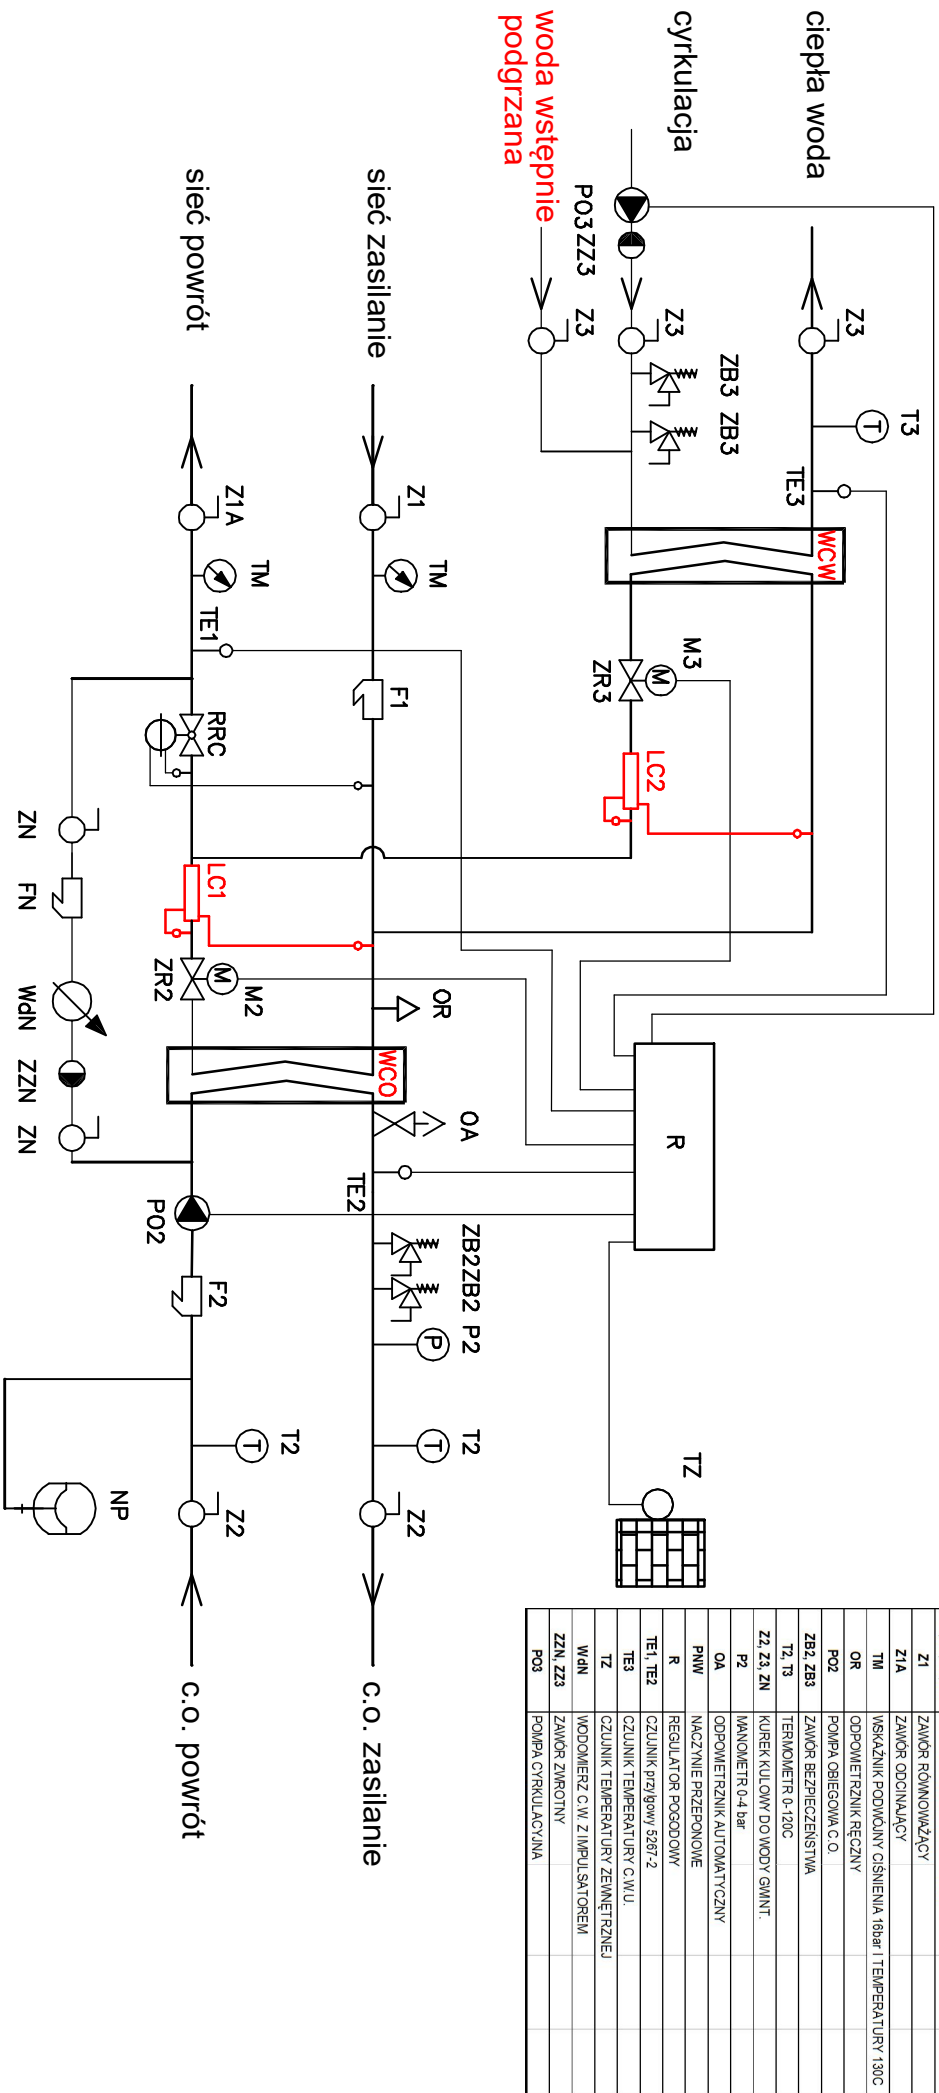 T3
ciepła woda
Z3
TE3
WCW
ZB3
ZB3
cyrkulacja
Z3
M3
TZ
R
ZR3
LC2
PO3
ZZ3
Z3
woda wstępnie
podgrzana
ZB2
ZB2
P2
T2
OA
OR
TM
F1
Z1
Z2
sieć zasilanie
WCO
c.o. zasilanie
TE2
Z1A
TM
T2
M2
Z2
TE1
RRC
LC1
F2
sieć powrót
c.o. powrót
ZR2
PO2
NP
ZN
FN
WdN
ZZN
ZN
T
T
T
P
M
M
Z1 ZAWÓR RÓWNOWAŻĄCY
Z1A ZAWÓR ODCINAJĄCY
TM WSKAŹNIK PODWÓJNY CIŚNIENIA 16bar I TEMPERATURY 130C
OR ODPOWIETRZNIK RĘCZNY
PO2 POMPA OBIEGOWA C.O.
ZB2, ZB3 ZAWÓR BEZPIECZEŃSTWA
T2, T3 TERMOMETR 0-120C
Z2, Z3, ZN KUREK KULOWY DO WODY GWINT.
P2 MANOMETR 0-4 bar
OA ODPOWIETRZNIK AUTOMATYCZNY
PNW NACZYNIE PRZEPONOWE
R REGULATOR POGODOWY
TE1, TE2 CZUJNIK przylgowy 5267-2
TE3 CZUJNIK TEMPERATURY C.W.U.
TZ CZUJNIK TEMPERATURY ZEWNĘTRZNEJ
WdN WODOMIERZ C.W. Z IMPULSATOREM
ZZN, ZZ3 ZAWÓR ZWROTNY
PO3 POMPA CYRKULACYJNA